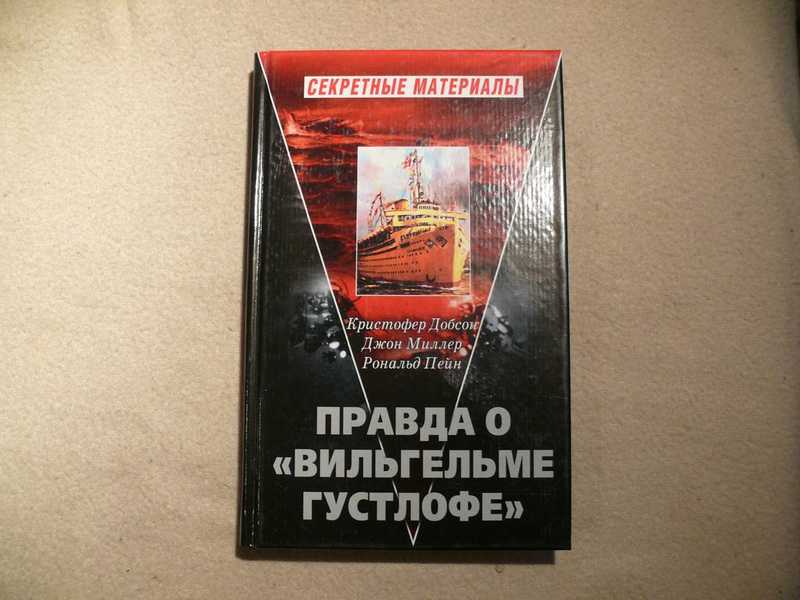 СЕКРЕТНЫЕ МАТЕРИАЛЫ
Кристофер Добсон
Джон Миллер
Рональд Пейн
ПРАВДА О
«ВИЛЬГЕЛЬМЕ
ГУСТЛОФЕ»